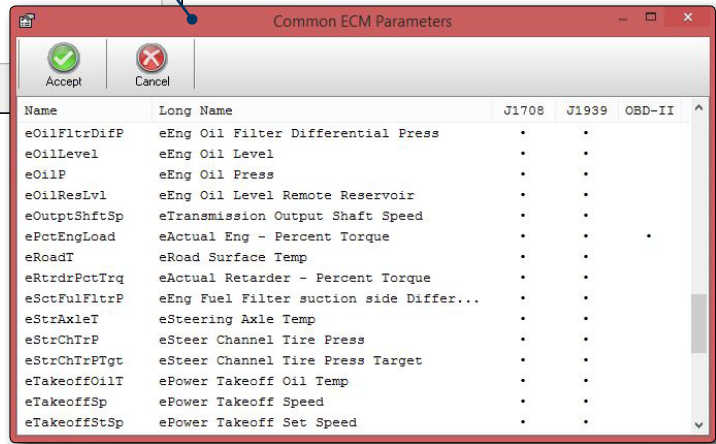 Common ECM Parameters
Accept Cancel
Name Long Name J1708 J1939 OBD-II
eOilFltrDifP eEng Oil Filter Differential Press • •
eOilLevel eEng Oil Level • •
eOilP eEng Oil Press • •
eOilResLvl eEng Oil Level Remote Reservoir • •
eOutptShftSp eTransmission Output Shaft Speed • •
ePctEngLoad eActual Eng - Percent Torque • • •
eRoadT eRoad Surface Temp • •
eRtrdrPctTrq eActual Retarder - Percent Torque • •
eSctFulFltrP eEng Fuel Filter suction side Differ... • •
eStrAxleT eSteering Axle Temp • •
eStrChTrP eSteer Channel Tire Press • •
eStrChTrPTgt eSteer Channel Tire Press Target • •
eTakeoffOilT ePower Takeoff Oil Temp • •
eTakeoffSp ePower Takeoff Speed • •
eTakeoffStSp ePower Takeoff Set Speed • •